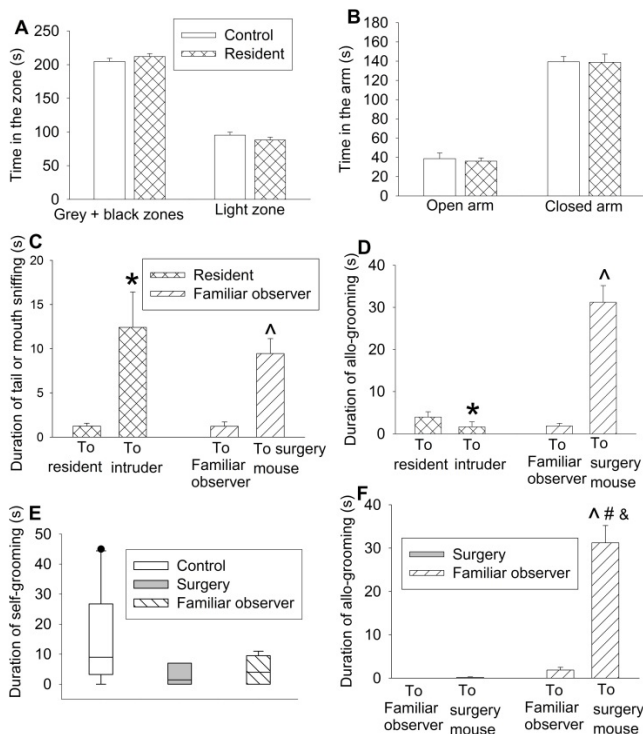 A
Time in the zone (s)
250
200
150
100
50
0
Control
Resident
Grey + black zones
Light zone
B
Time in the arm (s)
180
160
140
120
100
80
60
40
20
0
Open arm
Closed arm
C
Duration of tail or mouth sniffing (s)
20
15
10
5
0
Resident
Familiar observer
*
^
To
resident
To
intruder
To
Familiar
observer
To surgery
mouse
D
Duration of allo-grooming (s)
40
30
20
10
0
*
^
To
resident
To
intruder
To
Familiar
observer
To
surgery
mouse
E
Duration of self-grooming (s)
50
40
30
20
10
0
Control
Surgery
Familiar observer
F
Duration of allo-grooming (s)
40
30
20
10
0
Surgery
Familiar observer
^ # &
To
Familiar
observer
To
surgery
mouse
To
Familiar
observer
To
surgery
mouse